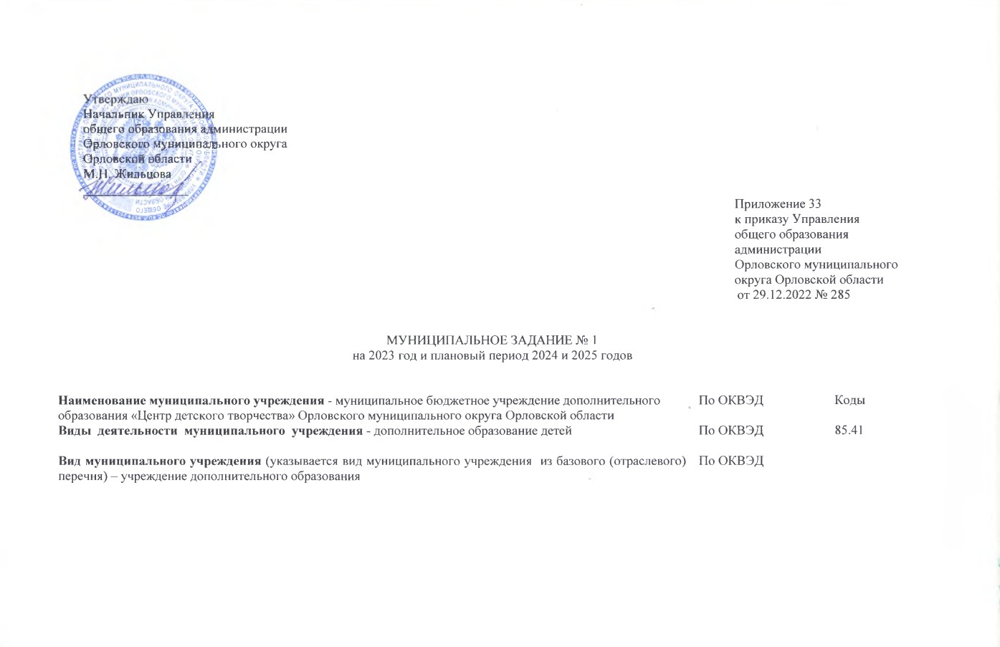 Утверждаю
Начальник Управления
общего образования администрации
Орловского муниципального округа
Орловской области
М.Н. Жильцова
Приложение 33
к приказу Управления
общего образования
администрации
Орловского муниципального
округа Орловской области
от 29.12.2022 № 285
МУНИЦИПАЛЬНОЕ ЗАДАНИЕ № 1
на 2023 год и плановый период 2024 и 2025 годов
Наименование муниципального учреждения - муниципальное бюджетное учреждение дополнительного По ОКВЭД Коды
образования «Центр детского творчества» Орловского муниципального округа Орловской области
Виды деятельности муниципального учреждения - дополнительное образование детей По ОКВЭД 85.41
Вид муниципального учреждения (указывается вид муниципального учреждения из базового (отраслевого) По ОКВЭД
перечня) – учреждение дополнительного образования